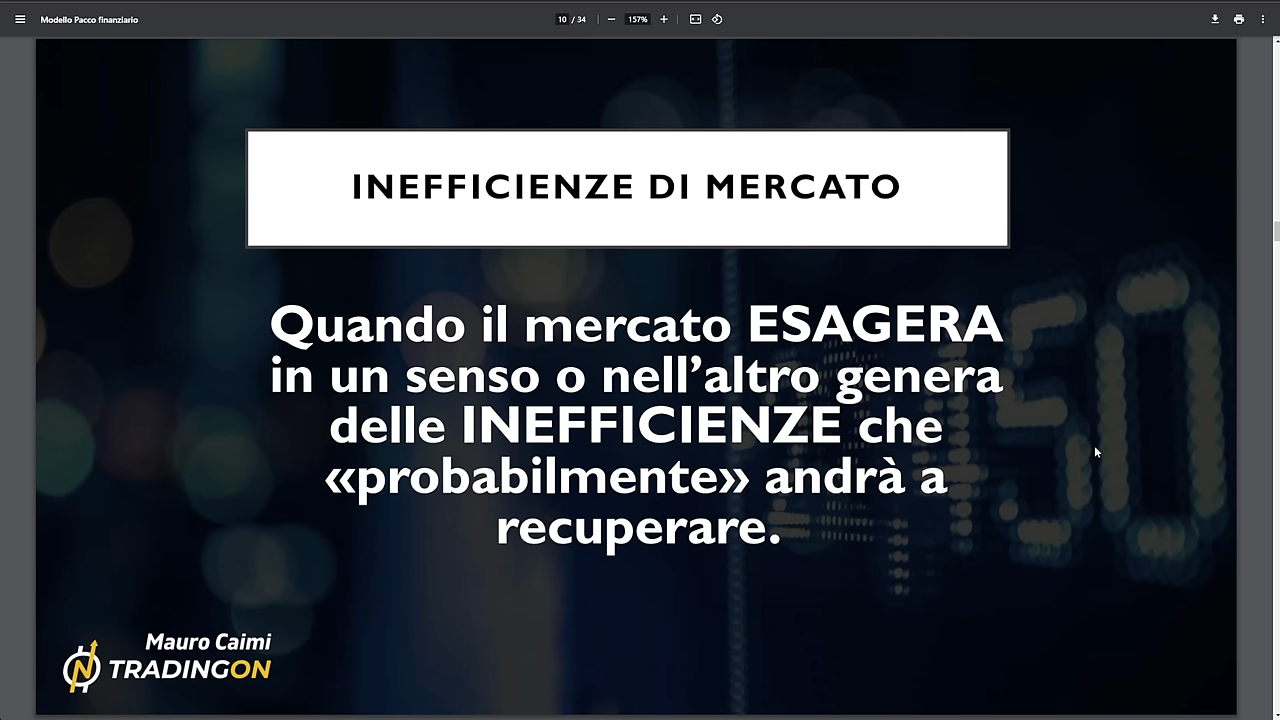 Modello Pacco finanziario
10 / 34
157%
INEFFICIENZE DI MERCATO
Quando il mercato ESAGERA
in un senso o nell’altro genera
delle INEFFICIENZE che
«probabilmente» andrà a
recuperare.
Mauro Caimi
TRADINGON